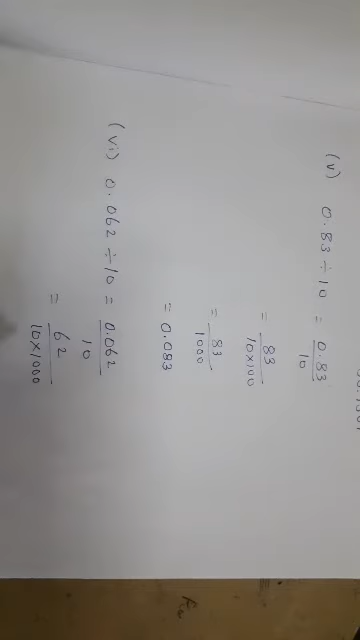 (v) 0.83 ÷ 10 = 0.83/10
= 83/10×100
= 83/1000
= 0.083
(vi) 0.062 ÷ 10 = 0.062/10
= 62/10×1000